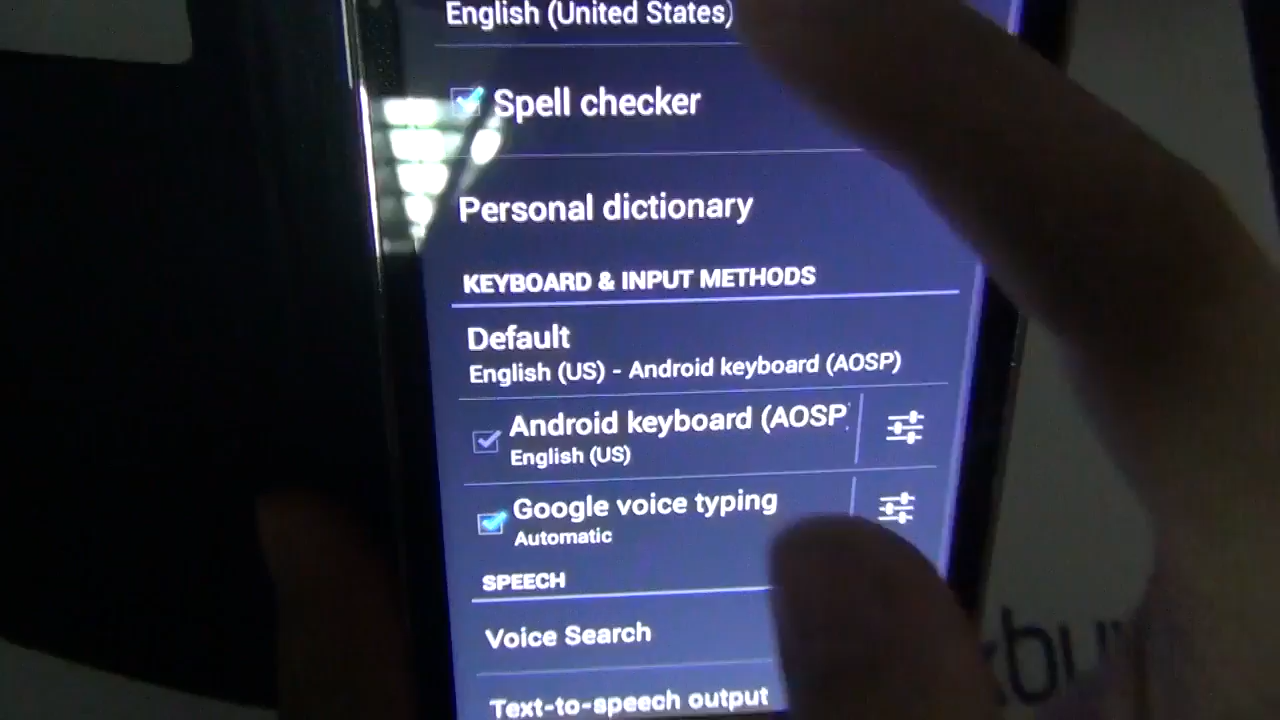 English (United States)
Spell checker
Personal dictionary
KEYBOARD & INPUT METHODS
Default
English (US) - Android keyboard (AOSP)
Android keyboard (AOSP)
English (US)
Google voice typing
Automatic
SPEECH
Voice Search
Text-to-speech output